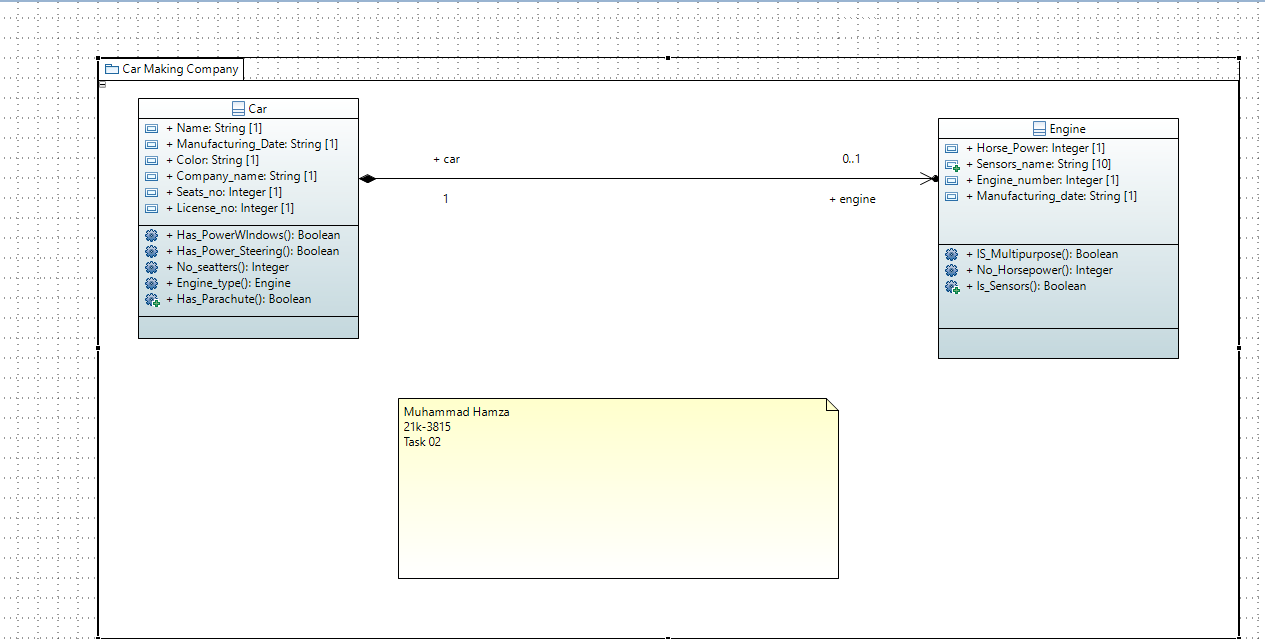 Car Making Company
Car
+ Name: String [1]
+ Manufacturing_Date: String [1]
+ Color: String [1]
+ Company_name: String [1]
+ Seats_no: Integer [1]
+ License_no: Integer [1]
+ Has_PowerWIndows(): Boolean
+ Has_Power_Steering(): Boolean
+ No_seatters(): Integer
+ Engine_type(): Engine
+ Has_Parachute(): Boolean
+ car
1
0..1
+ engine
Engine
+ Horse_Power: Integer [1]
+ Sensors_name: String [10]
+ Engine_number: Integer [1]
+ Manufacturing_date: String [1]
+ IS_Multipurpose(): Boolean
+ No_Horsepower(): Integer
+ Is_Sensors(): Boolean
Muhammad Hamza
21k-3815
Task 02